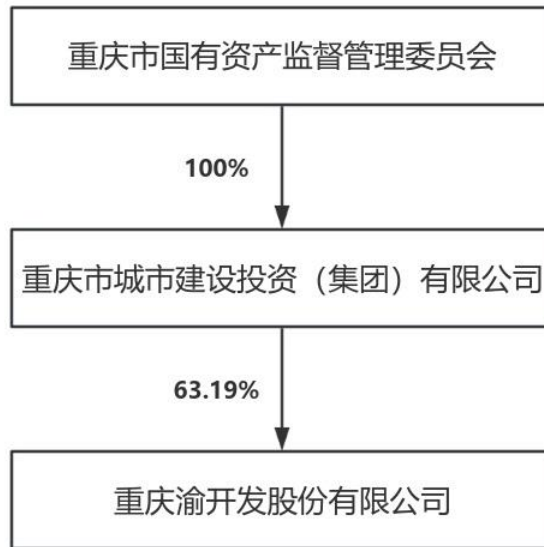 重庆市国有资产监督管理委员会
100%
重庆市城市建设投资（集团）有限公司
63.19%
重庆渝开发股份有限公司